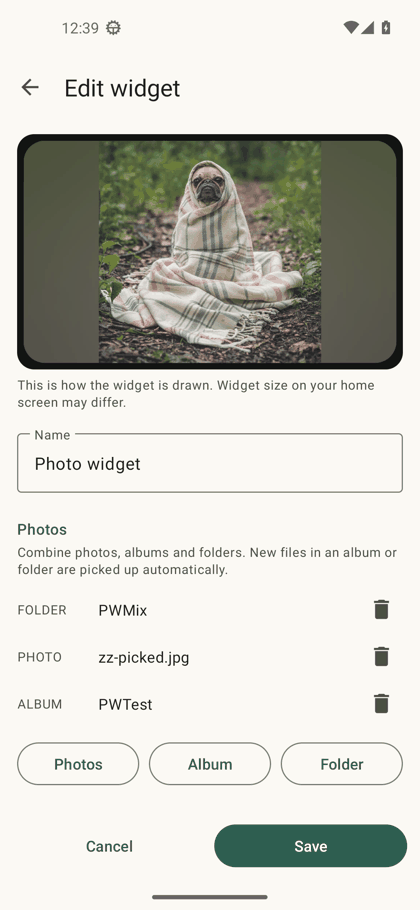 12:39
Edit widget
This is how the widget is drawn. Widget size on your home
screen may differ.
Name
Photo widget
Photos
Combine photos, albums and folders. New files in an album or
folder are picked up automatically.
FOLDER PWMix
PHOTO zz-picked.jpg
ALBUM PWTest
Photos Album Folder
Cancel Save